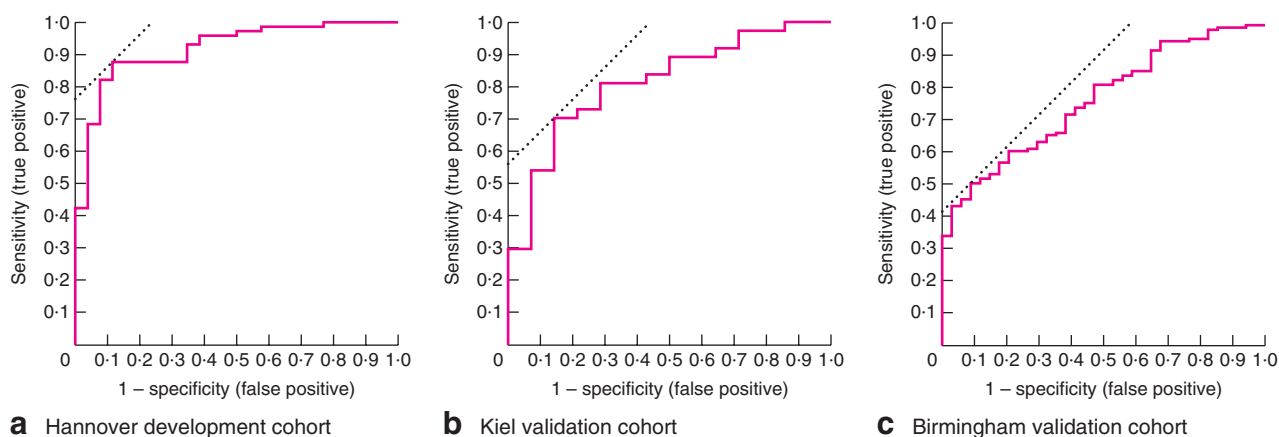 1·0
0·9
0·8
0·7
0·6
0·5
0·4
0·3
0·2
0·1
Sensitivity (true positive)
0 0·1 0·2 0·3 0·4 0·5 0·6 0·7 0·8 0·9 1·0
1 – specificity (false positive)
a Hannover development cohort
1·0
0·9
0·8
0·7
0·6
0·5
0·4
0·3
0·2
0·1
Sensitivity (true positive)
0 0·1 0·2 0·3 0·4 0·5 0·6 0·7 0·8 0·9 1·0
1 – specificity (false positive)
b Kiel validation cohort
1·0
0·9
0·8
0·7
0·6
0·5
0·4
0·3
0·2
0·1
Sensitivity (true positive)
0 0·1 0·2 0·3 0·4 0·5 0·6 0·7 0·8 0·9 1·0
1 – specificity (false positive)
c Birmingham validation cohort